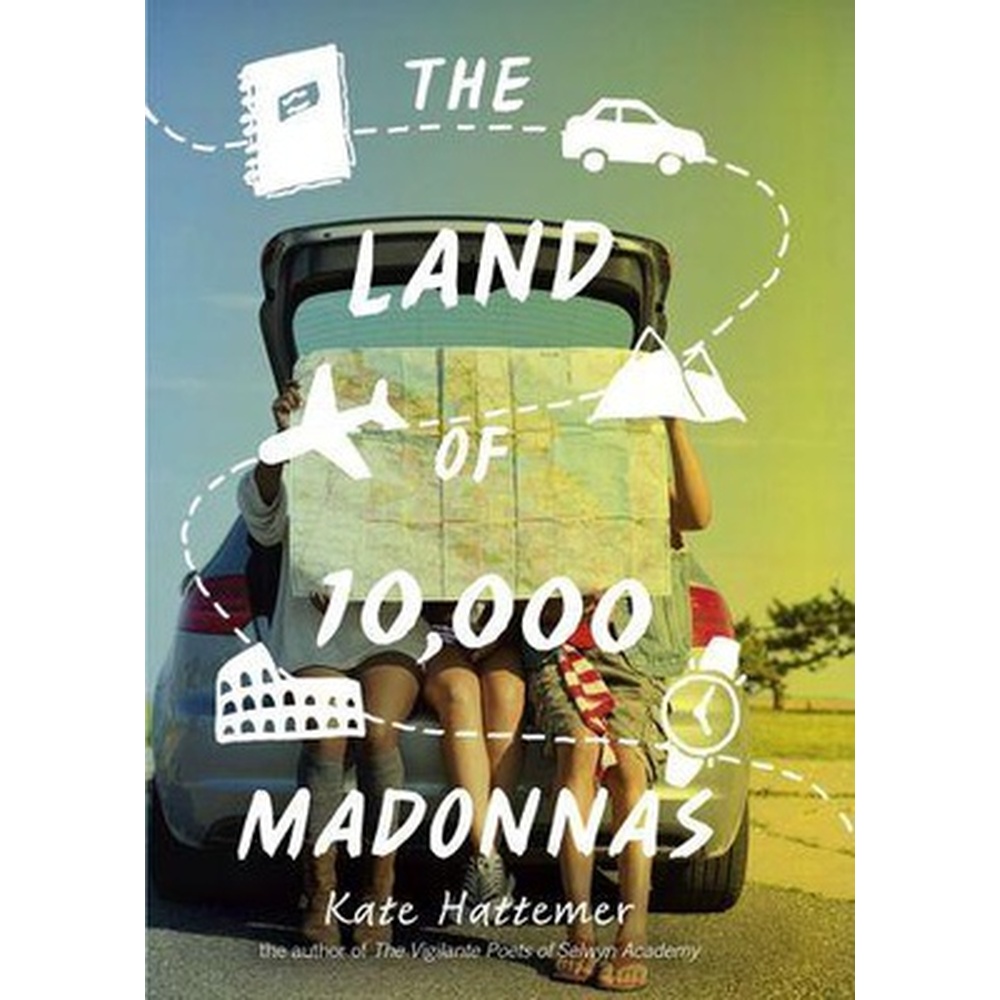 THE
LAND
OF
10,000
MADONNAS
Kate Hattemer
the author of The Vigilante Poets of Selwyn Academy